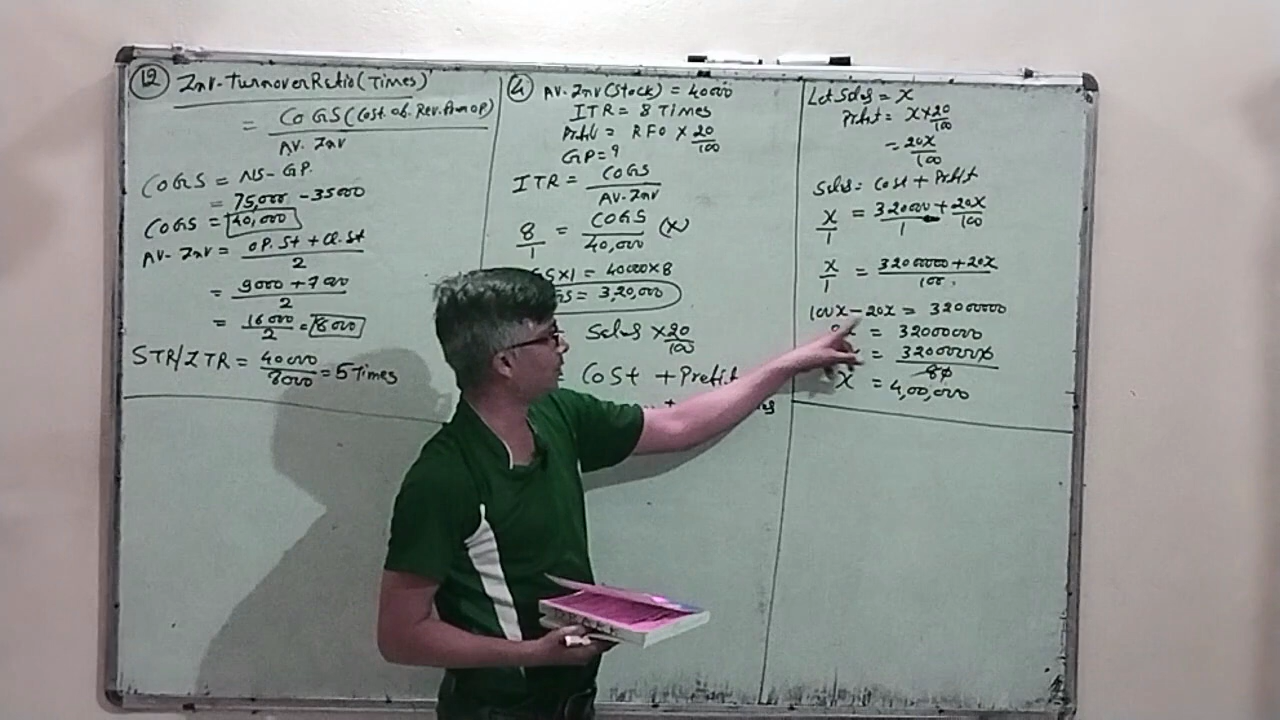 12 Inv-Turnover Ratio (Times)
= COGS (Cost of. Rev. From OP)
AV. Inv
COGS = NS - GP.
= 75,000 - 35000
COGS = 40,000
AV- Inv = OP. St + Cl. St
2
= 9000 + 7000
2
= 16000 = 8000
2
STR/ITR = 40000 = 5 Times
8000
4 AV. Inv (Stock) = 40000
ITR = 8 Times
Profit = RFO × 20
100
GP = ?
ITR = COGS
AV-Inv
8 = COGS (x)
1 40,000
GS×1 = 40000×8
GS = 3,20,000
Sales × 20
100
Cost + Profit
Let Sales = x
Profit = x × 20
100
= 20x
100
Sales = Cost + Profit
x = 320000 + 20x
1 1 100
x = 32000000 + 20x
1 100
100x - 20x = 32000000
x = 32000000
= 32000000
80
x = 4,00,000